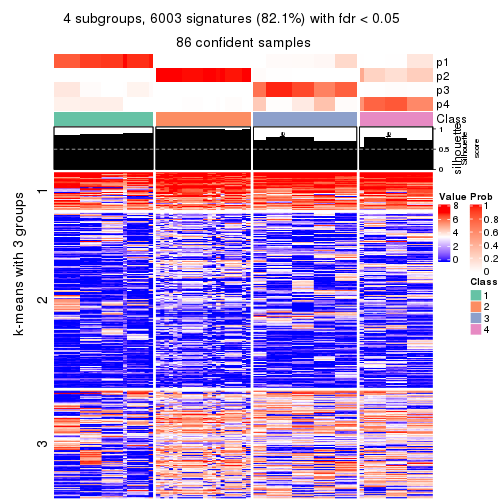 4 subgroups, 6003 signatures (82.1%) with fdr < 0.05
86 confident samples
p1
p2
p3
p4
Class
1
0.5
0
silhouette
Silhouette
score
k-means with 3 groups
1
2
3
Value
8
6
4
2
0
Prob
1
0.8
0.6
0.4
0.2
0
Class
1
2
3
4